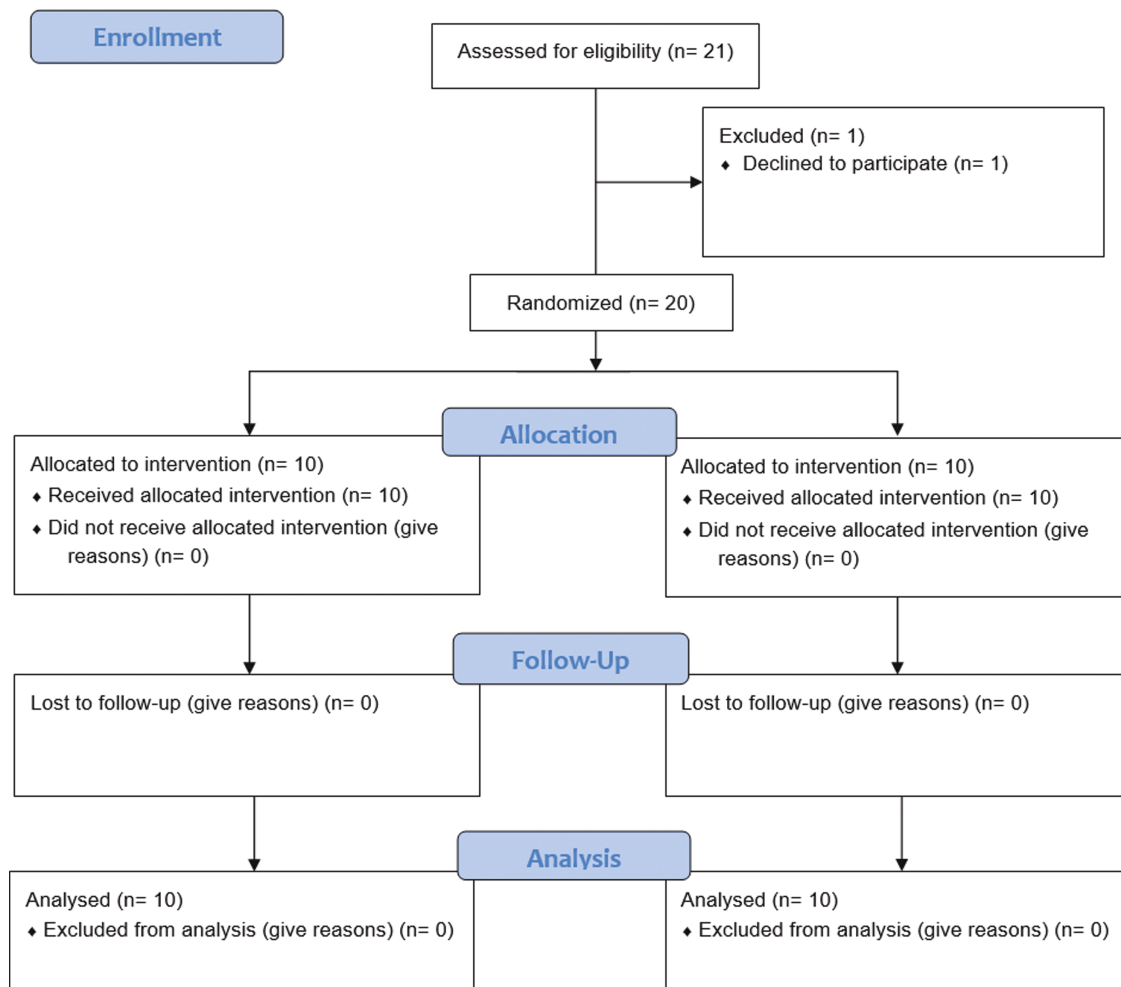 Enrollment
Assessed for eligibility (n= 21)
Excluded (n= 1)
♦ Declined to participate (n= 1)
Randomized (n= 20)
Allocation
Allocated to intervention (n= 10)
♦ Received allocated intervention (n= 10)
♦ Did not receive allocated intervention (give
reasons) (n= 0)
Allocated to intervention (n= 10)
♦ Received allocated intervention (n= 10)
♦ Did not receive allocated intervention (give
reasons) (n= 0)
Follow-Up
Lost to follow-up (give reasons) (n= 0)
Lost to follow-up (give reasons) (n= 0)
Analysis
Analysed (n= 10)
♦ Excluded from analysis (give reasons) (n= 0)
Analysed (n= 10)
♦ Excluded from analysis (give reasons) (n= 0)